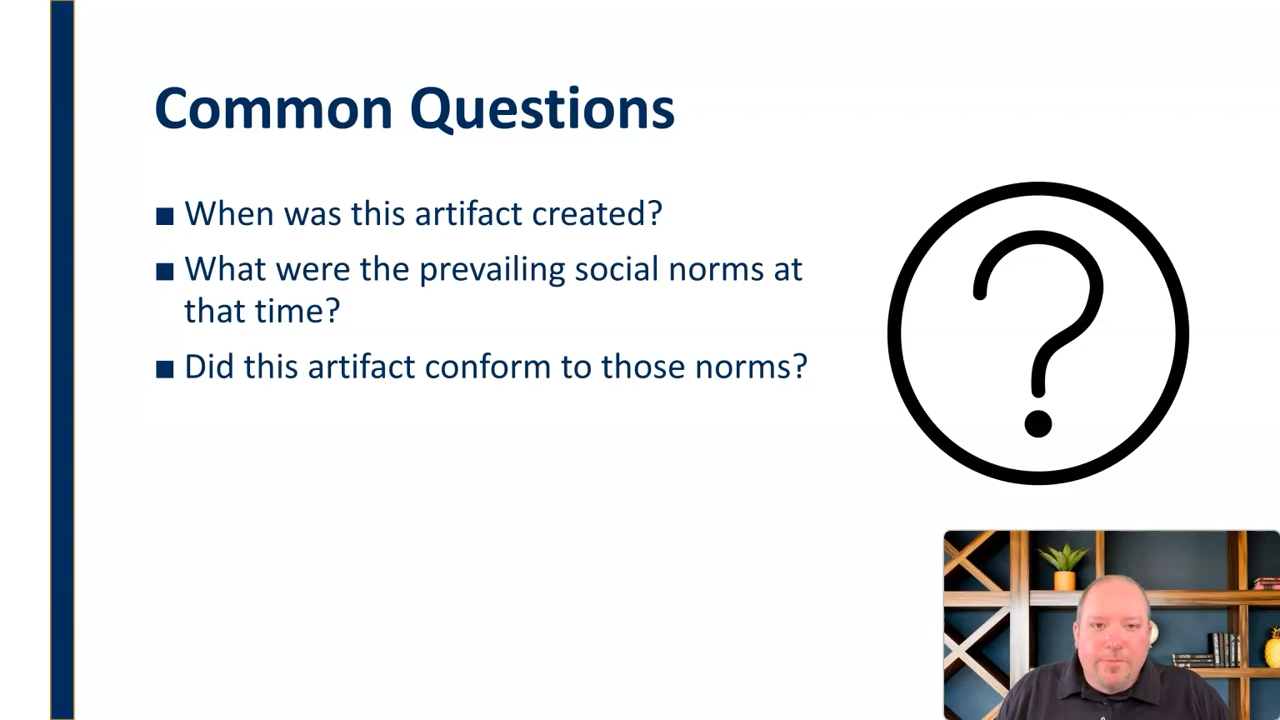 Common Questions
■ When was this artifact created?
■ What were the prevailing social norms at
that time?
■ Did this artifact conform to those norms?